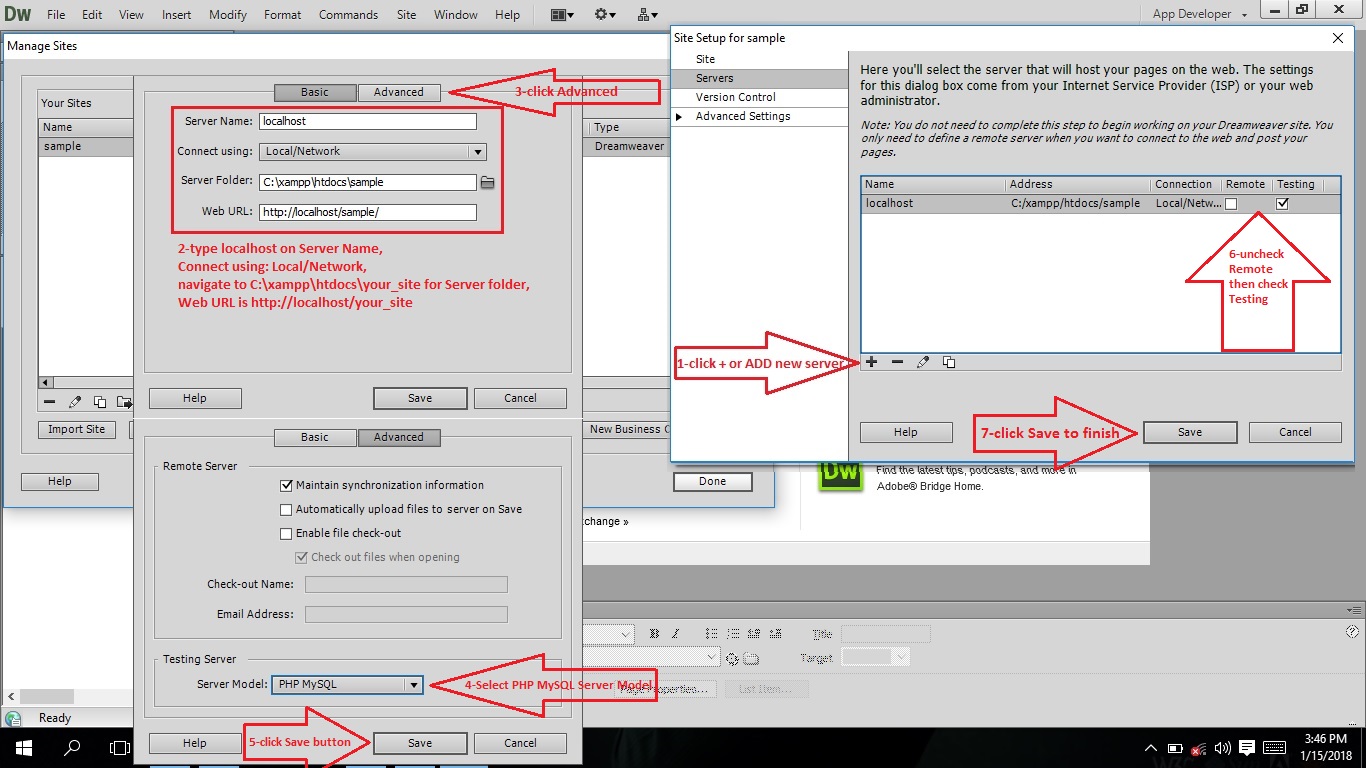 Dw File Edit View Insert Modify Format Commands Site Window Help App Developer
Manage Sites
Your Sites
Name
sample
Type
Dreamweaver
Import Site
New Business C
Help
Done
Basic Advanced
3-click Advanced
Server Name: localhost
Connect using: Local/Network
Server Folder: C:\xampp\htdocs\sample
Web URL: http://localhost/sample/
2-type localhost on Server Name,
Connect using: Local/Network,
navigate to C:\xampp\htdocs\your_site for Server folder,
Web URL is http://localhost/your_site
Help Save Cancel
Basic Advanced
Remote Server
Maintain synchronization information
Automatically upload files to server on Save
Enable file check-out
Check out files when opening
Check-out Name:
Email Address:
Testing Server
Server Model: PHP MySQL
4-Select PHP MySQL Server Model
Help
5-click Save button
Save Cancel
Site Setup for sample
Site
Servers
Version Control
Advanced Settings
Here you'll select the server that will host your pages on the web. The settings
for this dialog box come from your Internet Service Provider (ISP) or your web
administrator.
Note: You do not need to complete this step to begin working on your Dreamweaver site. You
only need to define a remote server when you want to connect to the web and post your
pages.
Name Address Connection Remote Testing
localhost C:/xampp/htdocs/sample Local/Netw...
6-uncheck
Remote
then check
Testing
1-click + or ADD new server
Help
7-click Save to finish
Save Cancel
Dw
Find the latest tips, podcasts, and more in
Adobe® Bridge Home.
change »
B I Title
Target
Page Properties... List Item...
Ready
3:46 PM
1/15/2018